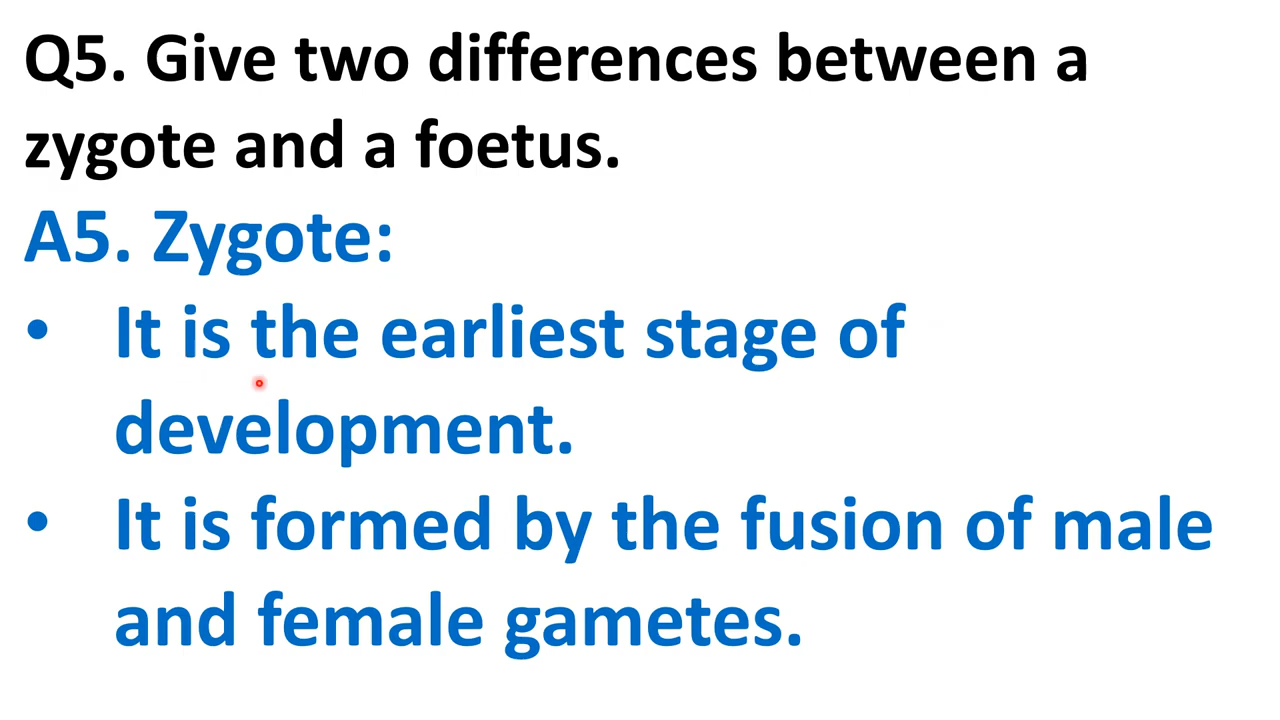 Q5. Give two differences between a
zygote and a foetus.
A5. Zygote:
• It is the earliest stage of
development.
• It is formed by the fusion of male
and female gametes.